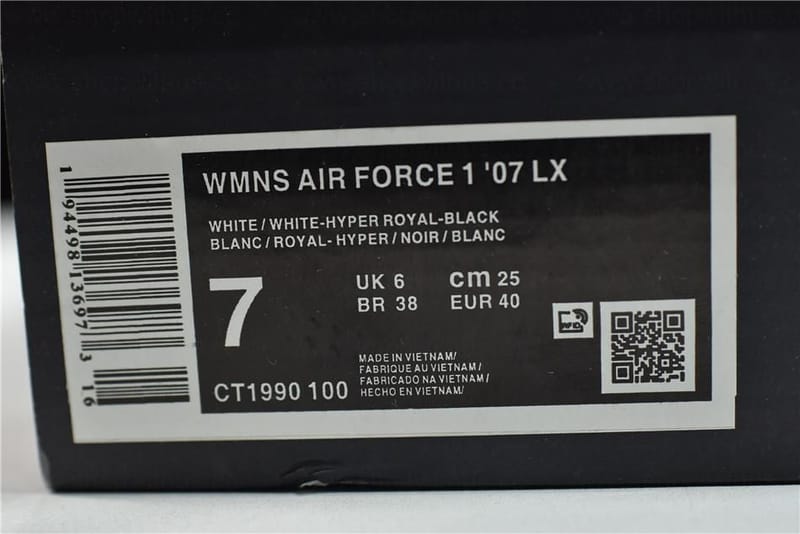 WMNS AIR FORCE 1 '07 LX
WHITE / WHITE-HYPER ROYAL-BLACK
BLANC / ROYAL- HYPER / NOIR / BLANC
7
UK 6 cm 25
BR 38 EUR 40
MADE IN VIETNAM/
FABRIQUE AU VIETNAM/
FABRICADO NA VIETNAM /
HECHO EN VIETNAM/
CT1990 100
1 94498 13697 3 16